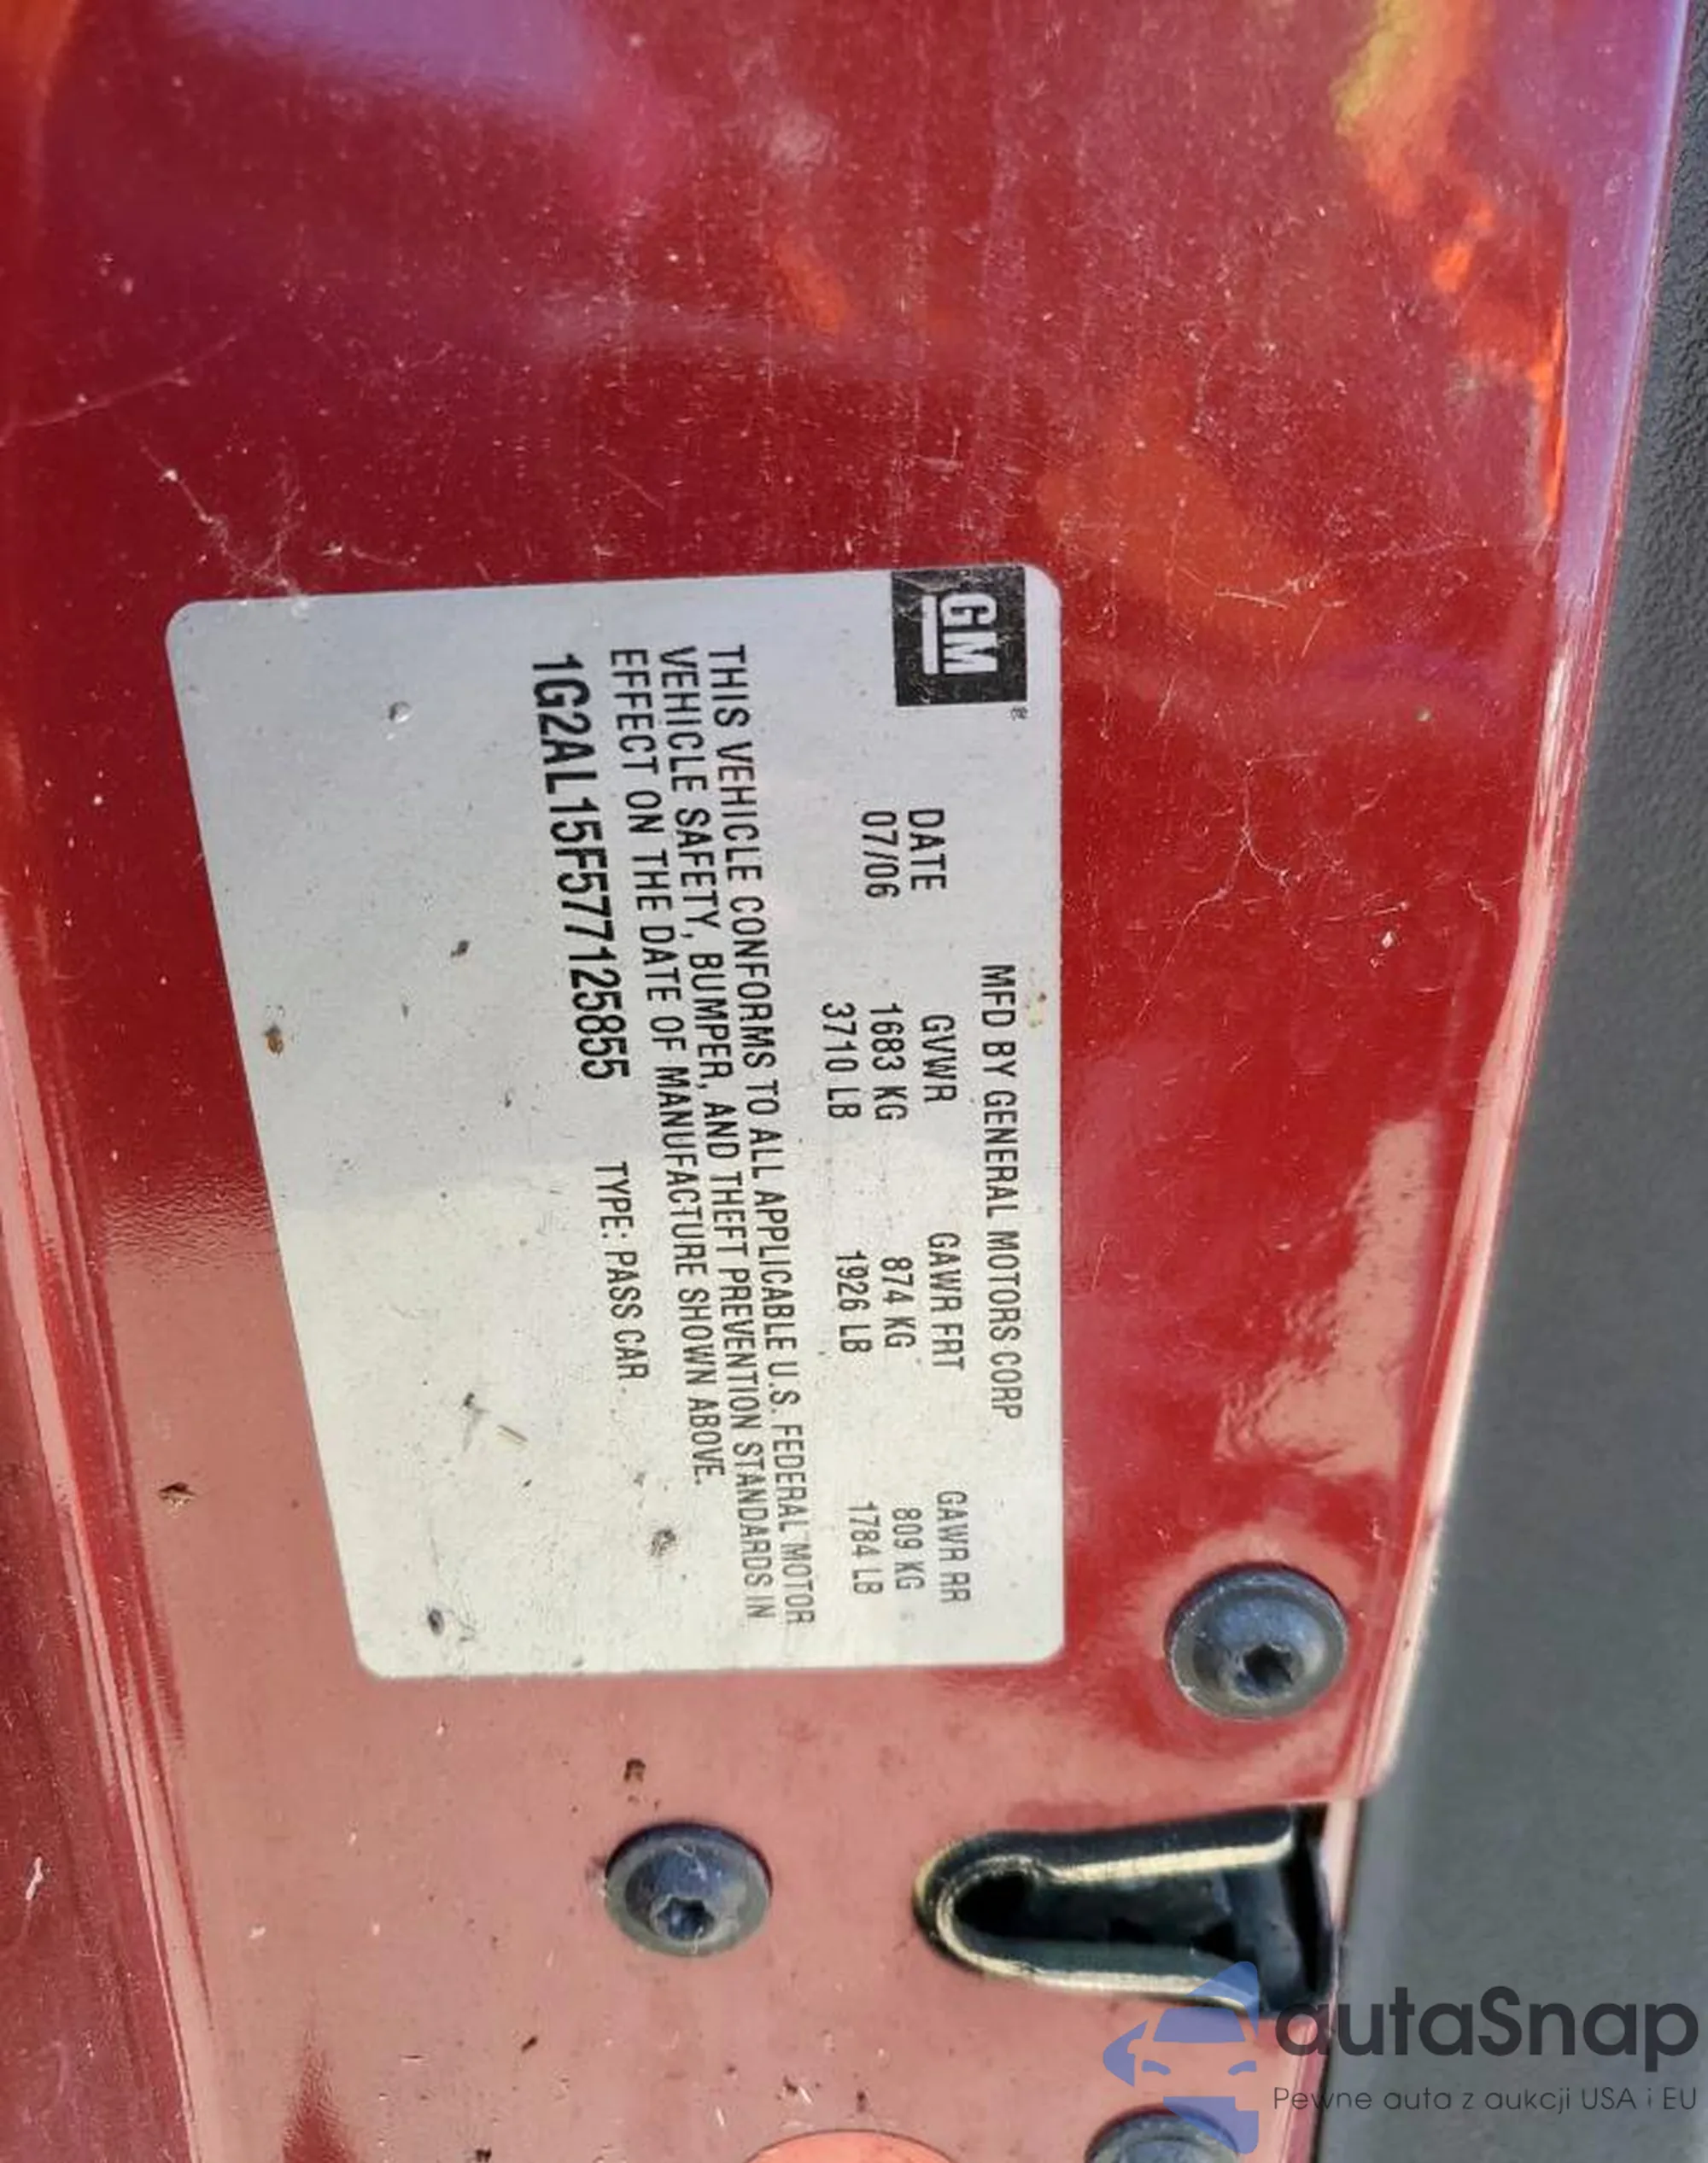 GM®
MFD BY GENERAL MOTORS CORP
DATE GVWR GAWR FRT GAWR RR
07/06 1683 KG 874 KG 809 KG
3710 LB 1926 LB 1784 LB
THIS VEHICLE CONFORMS TO ALL APPLICABLE U.S. FEDERAL MOTOR
VEHICLE SAFETY, BUMPER, AND THEFT PREVENTION STANDARDS IN
EFFECT ON THE DATE OF MANUFACTURE SHOWN ABOVE.
1G2AL15F577125855 TYPE: PASS CAR
autaSnap
Pewne auta z aukcji USA i EU